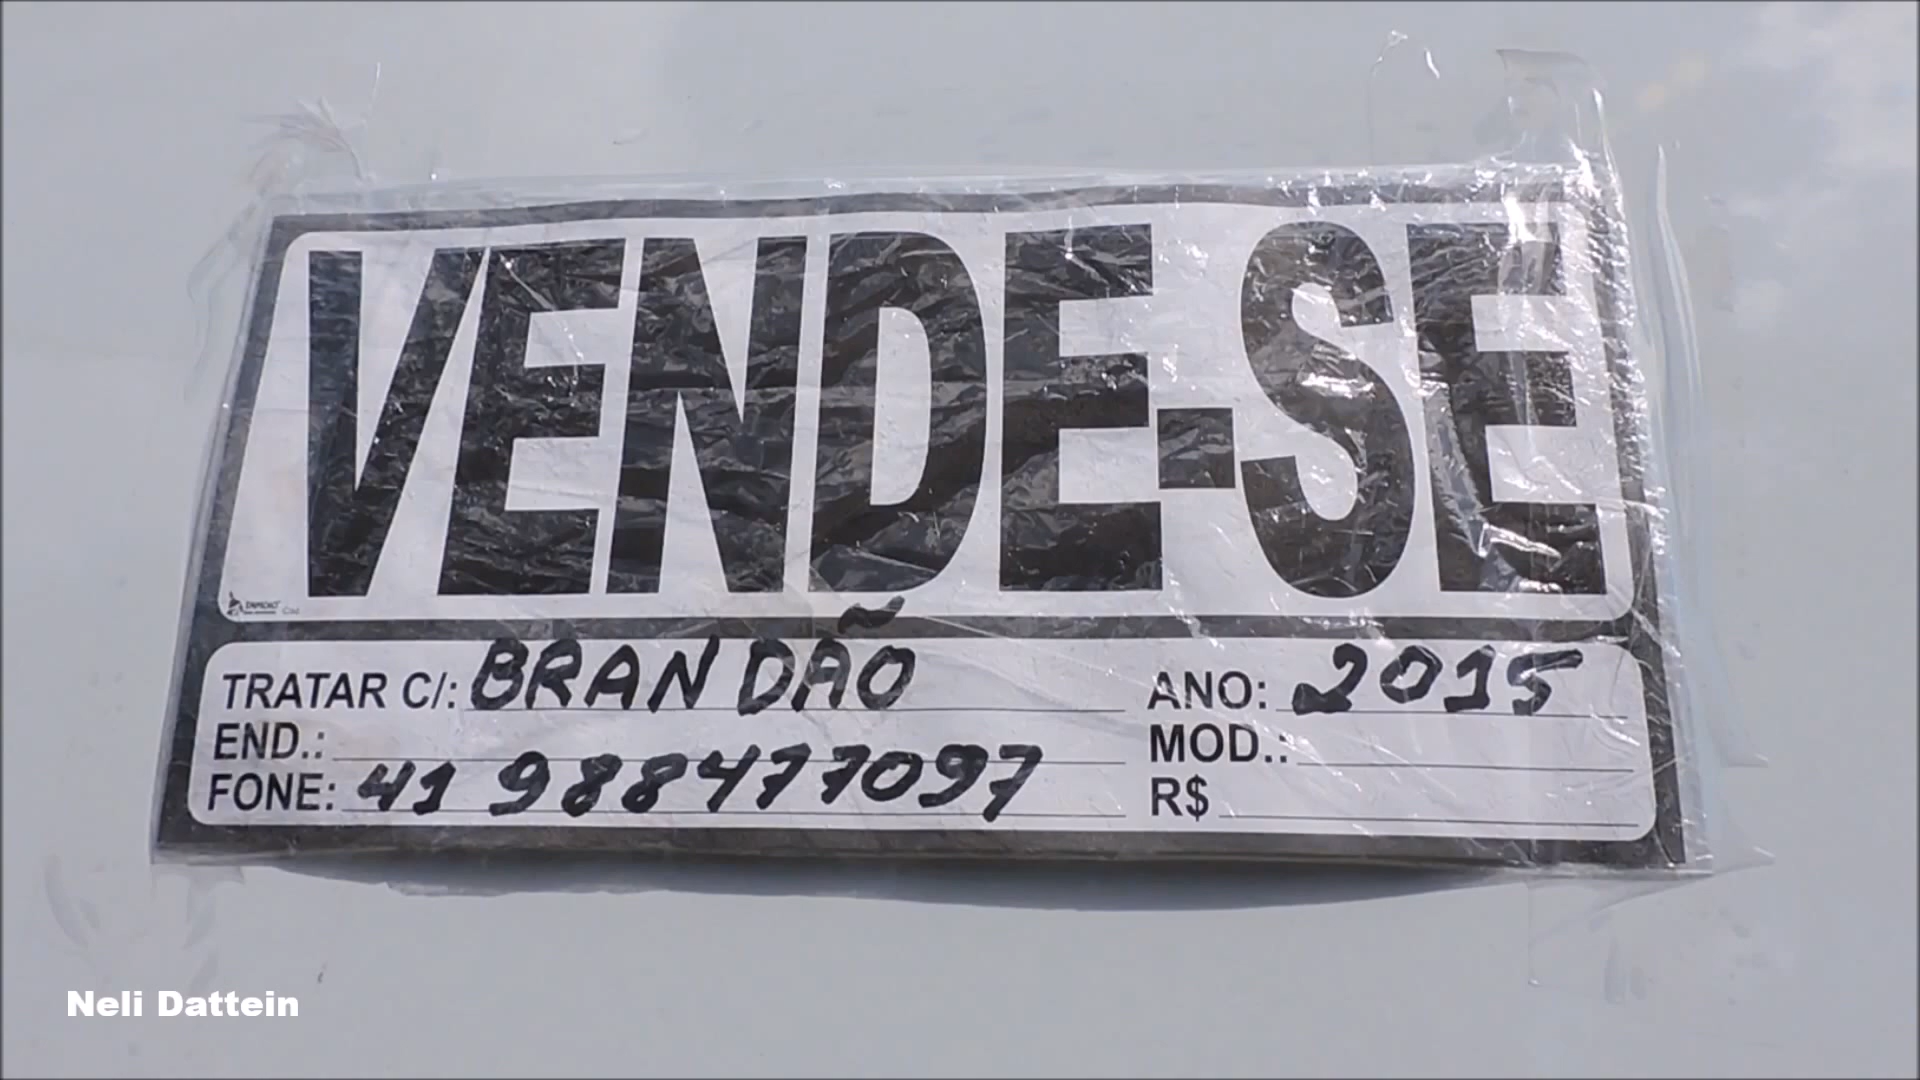 VENDE-SE
TRATAR C/: BRANDÃO
END.:
FONE: 41 988477097
ANO: 2015
MOD.:
R$
Neli Dattein